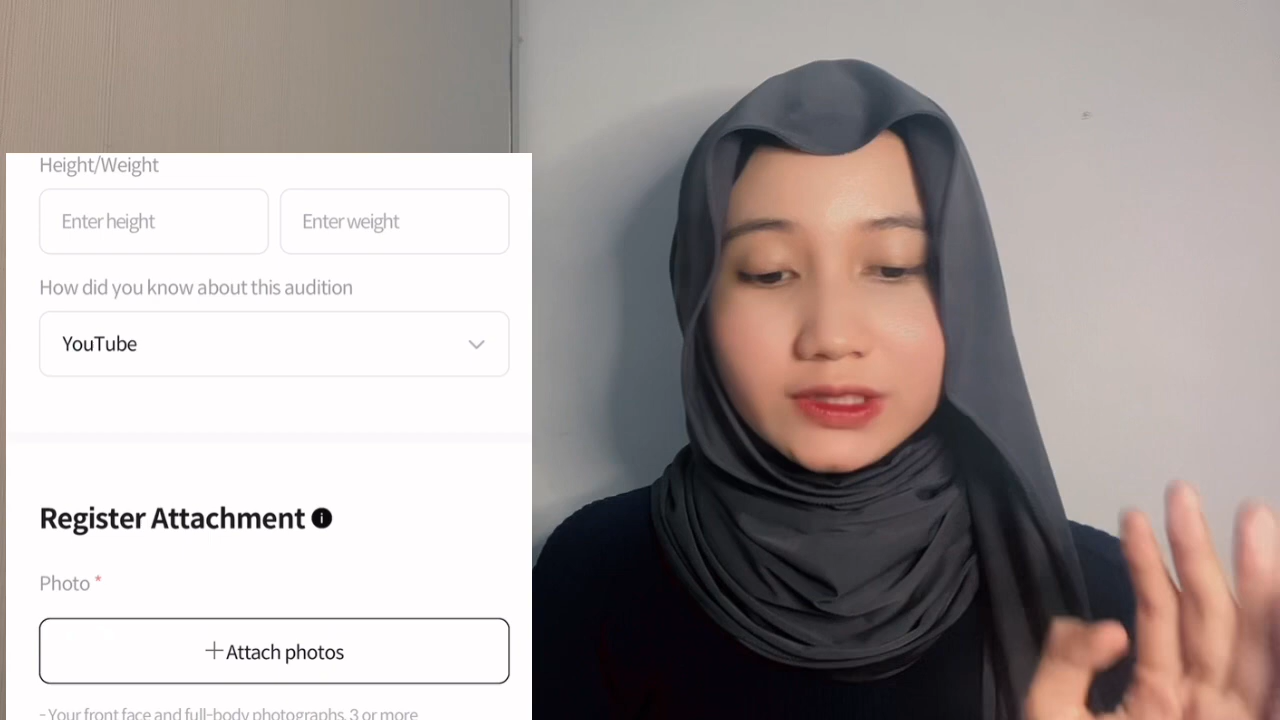 Height/Weight
Enter height
Enter weight
How did you know about this audition
YouTube
Register Attachment
Photo *
+Attach photos
- Your front face and full-body photographs, 3 or more